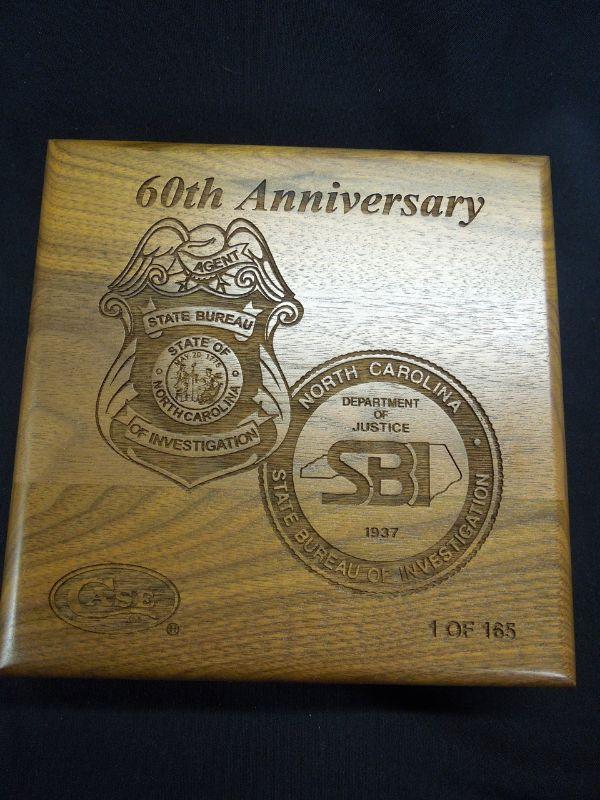 60th Anniversary
AGENT
STATE BUREAU
STATE OF
NORTH CAROLINA
OF INVESTIGATION
NORTH CAROLINA
DEPARTMENT
OF
JUSTICE
SBI
1937
STATE BUREAU OF INVESTIGATION
CASE
®
1 OF 165